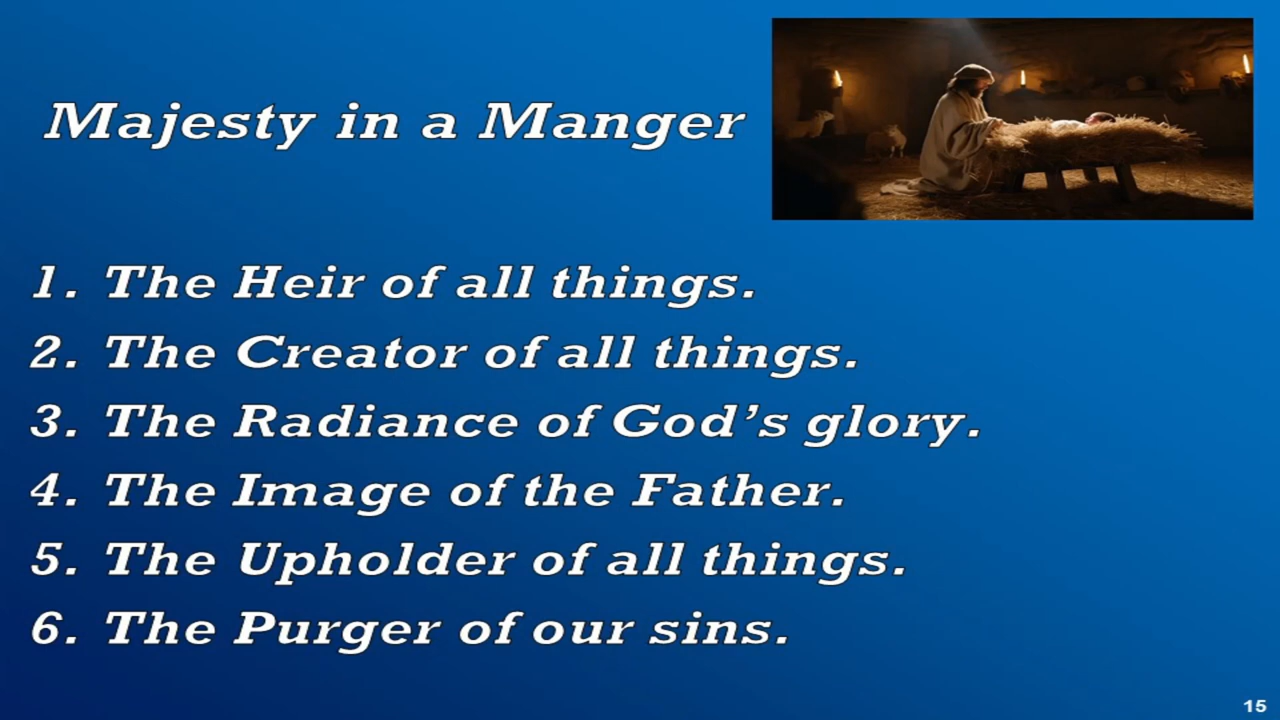 Majesty in a Manger
1. The Heir of all things.
2. The Creator of all things.
3. The Radiance of God’s glory.
4. The Image of the Father.
5. The Upholder of all things.
6. The Purger of our sins.
15